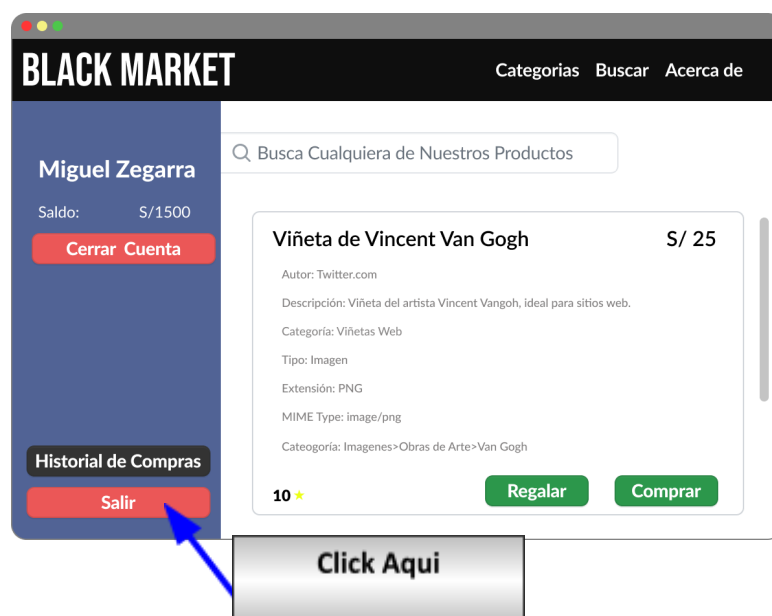 BLACK MARKET
Categorias Buscar Acerca de
Miguel Zegarra
Saldo: S/1500
Cerrar Cuenta
Historial de Compras
Salir
Busca Cualquiera de Nuestros Productos
Viñeta de Vincent Van Gogh S/ 25
Autor: Twitter.com
Descripción: Viñeta del artista Vincent Vangoh, ideal para sitios web.
Categoría: Viñetas Web
Tipo: Imagen
Extensión: PNG
MIME Type: image/png
Cateogoría: Imagenes>Obras de Arte>Van Gogh
10 Regalar Comprar
Click Aqui